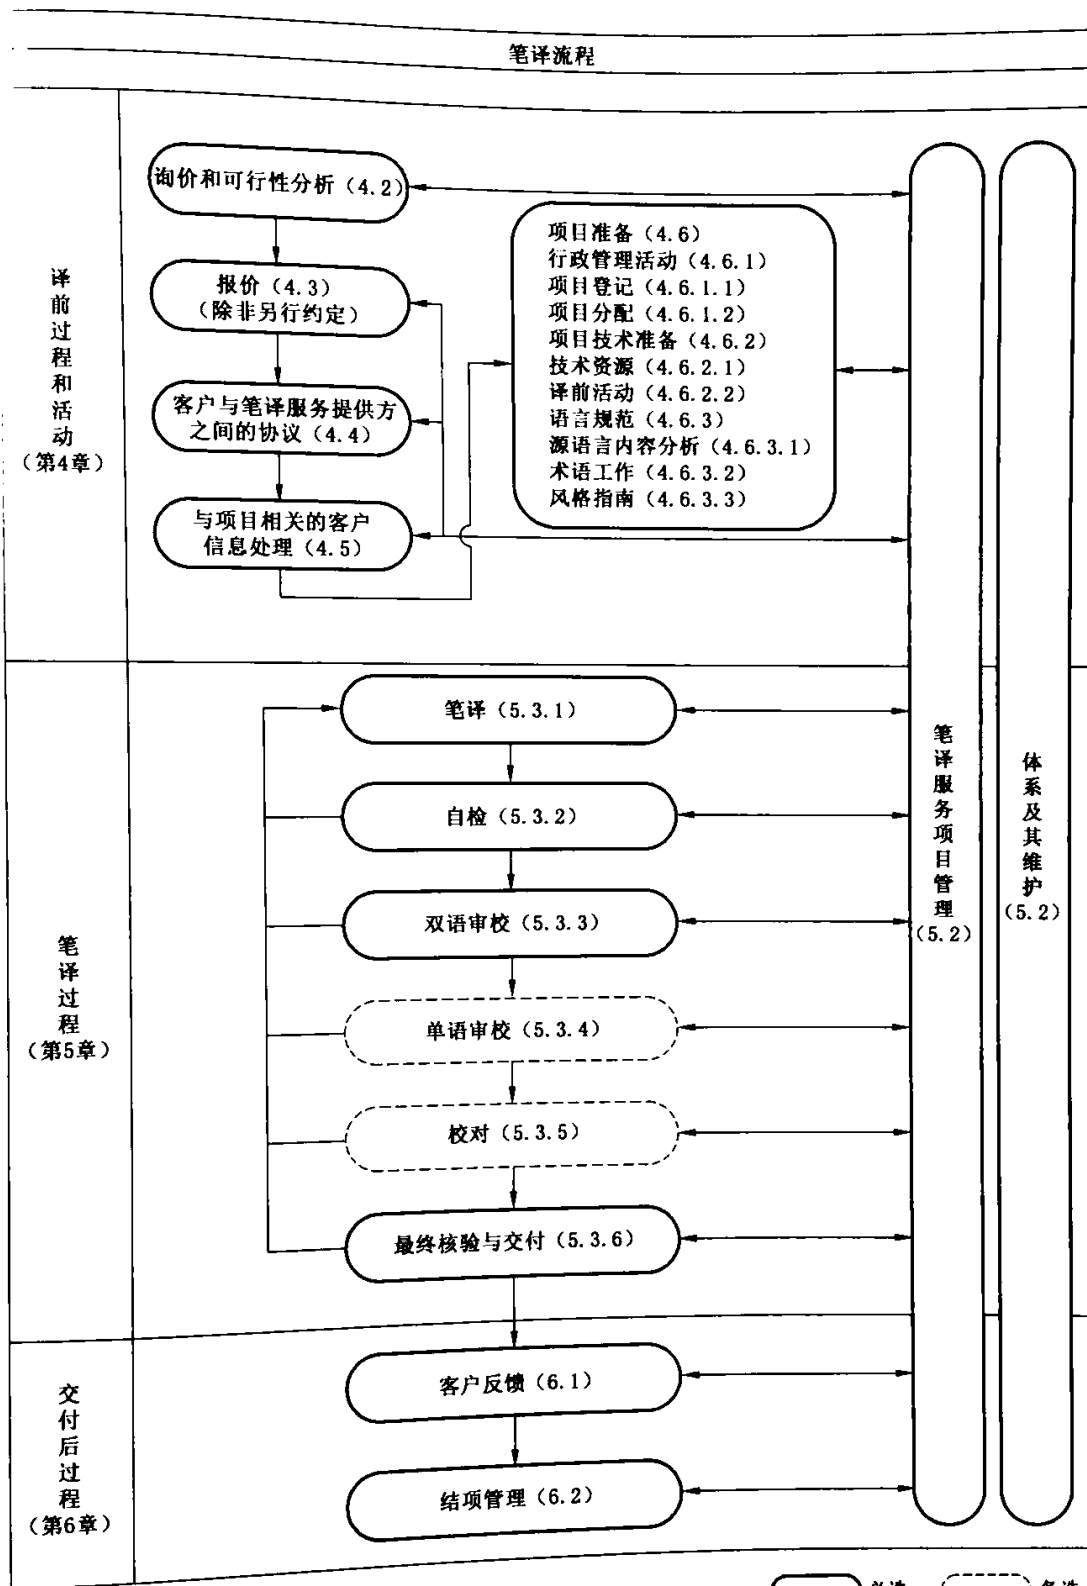 笔译流程
译前过程和活动
（第4章）
询价和可行性分析（4.2）
报价（4.3）
（除非另行约定）
客户与笔译服务提供方
之间的协议（4.4）
与项目相关的客户
信息处理（4.5）
项目准备（4.6）
行政管理活动（4.6.1）
项目登记（4.6.1.1）
项目分配（4.6.1.2）
项目技术准备（4.6.2）
技术资源（4.6.2.1）
译前活动（4.6.2.2）
语言规范（4.6.3）
源语言内容分析（4.6.3.1）
术语工作（4.6.3.2）
风格指南（4.6.3.3）
笔译过程
（第5章）
笔译（5.3.1）
自检（5.3.2）
双语审校（5.3.3）
单语审校（5.3.4）
校对（5.3.5）
最终核验与交付（5.3.6）
交付后过程
（第6章）
客户反馈（6.1）
结项管理（6.2）
笔译服务项目管理
（5.2）
体系及其维护
（5.2）